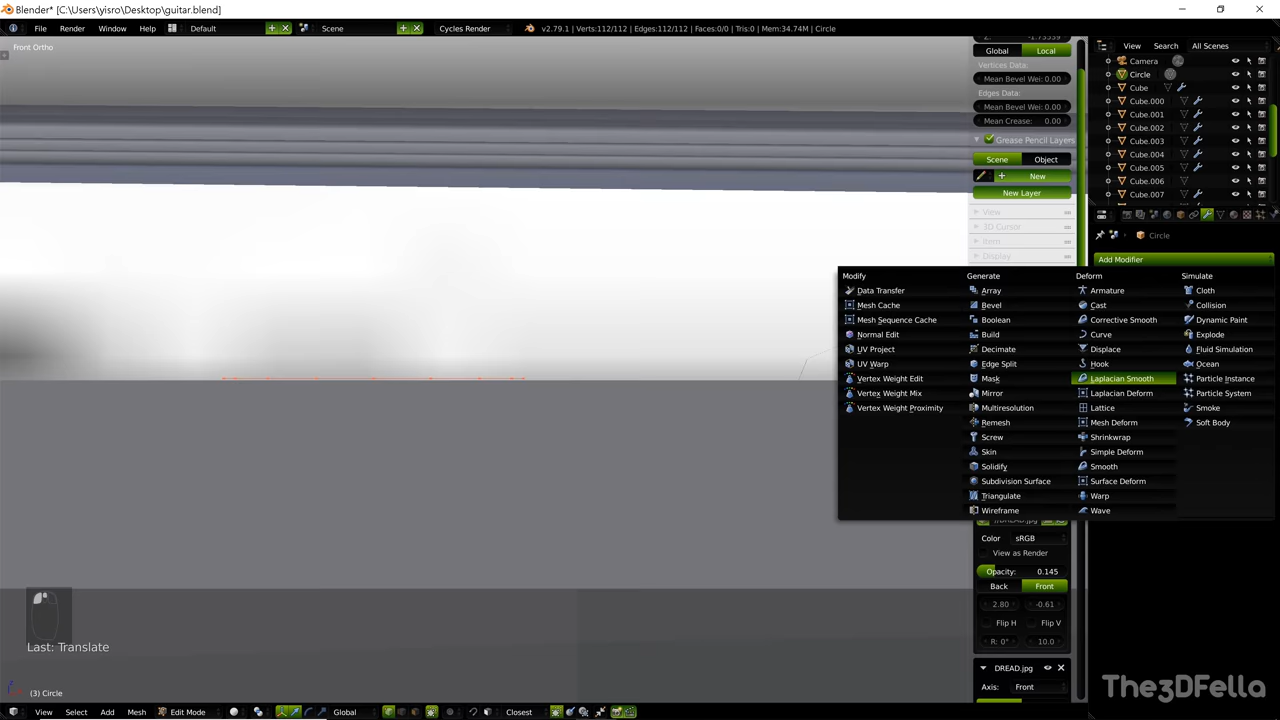 Blender* [C:\Users\yisro\Desktop\guitar.blend]
File Render Window Help Default Scene Cycles Render v2.79.1 | Verts:112/112 | Edges:112/112 | Faces:0/0 | Tris:0 | Mem:34.74M | Circle
Front Ortho
Global Local
Vertices Data:
Mean Bevel Wei: 0.00
Edges Data:
Mean Bevel Wei: 0.00
Mean Crease: 0.00
Grease Pencil Layers
Scene Object
New
New Layer
View
3D Cursor
Item
Display
View Search All Scenes
Camera
Circle
Cube
Cube.000
Cube.001
Cube.002
Cube.003
Cube.004
Cube.005
Cube.006
Cube.007
Circle
Add Modifier
Modify
Data Transfer
Mesh Cache
Mesh Sequence Cache
Normal Edit
UV Project
UV Warp
Vertex Weight Edit
Vertex Weight Mix
Vertex Weight Proximity
Generate
Array
Bevel
Boolean
Build
Decimate
Edge Split
Mask
Mirror
Multiresolution
Remesh
Screw
Skin
Solidify
Subdivision Surface
Triangulate
Wireframe
Deform
Armature
Cast
Corrective Smooth
Curve
Displace
Hook
Laplacian Smooth
Laplacian Deform
Lattice
Mesh Deform
Shrinkwrap
Simple Deform
Smooth
Surface Deform
Warp
Wave
Simulate
Cloth
Collision
Dynamic Paint
Explode
Fluid Simulation
Ocean
Particle Instance
Particle System
Smoke
Soft Body
Color sRGB
View as Render
Opacity: 0.145
Back Front
2.80 -0.61
Flip H Flip V
R: 0° 10.0
DREAD.jpg
Axis: Front
Last: Translate
(3) Circle
View Select Add Mesh Edit Mode Global Closest
The3DFella